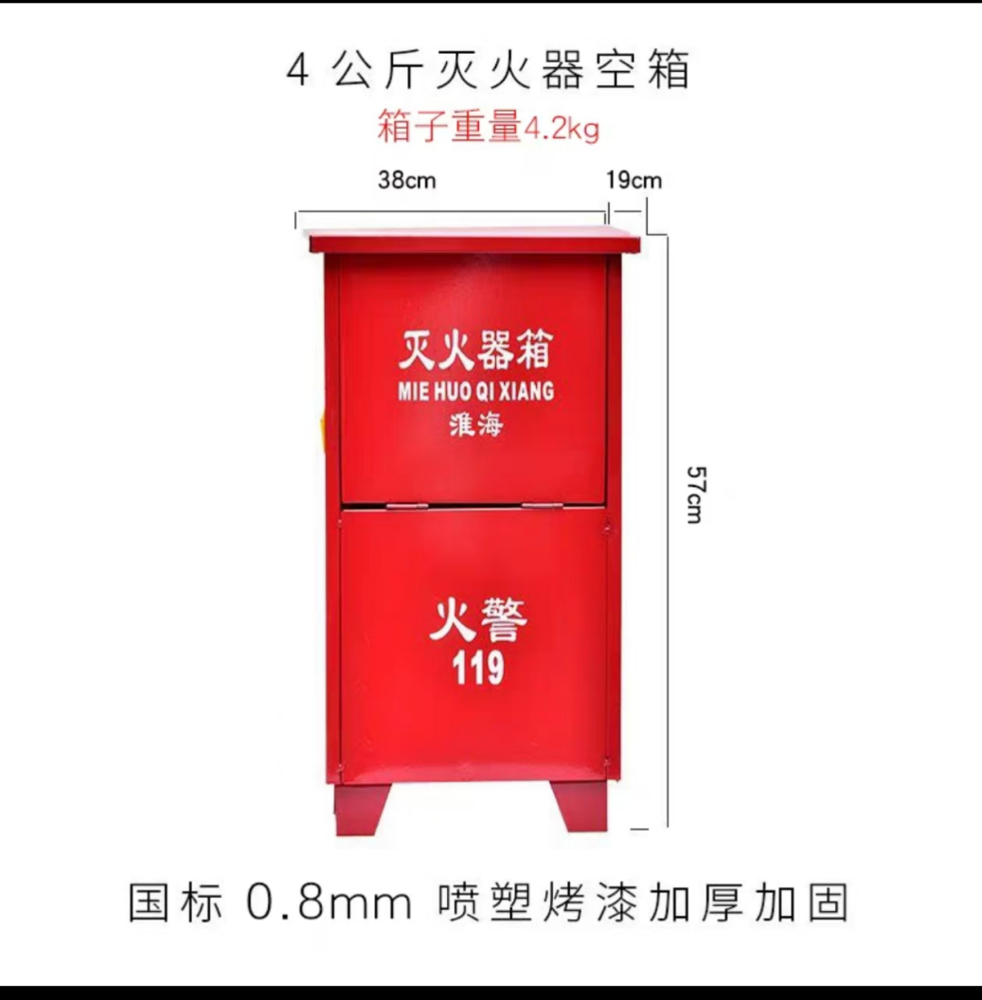 4 公斤灭火器空箱
箱子重量4.2kg
38cm
19cm
灭火器箱
MIE HUO QI XIANG
淮海
57cm
火警
119
国标 0.8mm 喷塑烤漆加厚加固